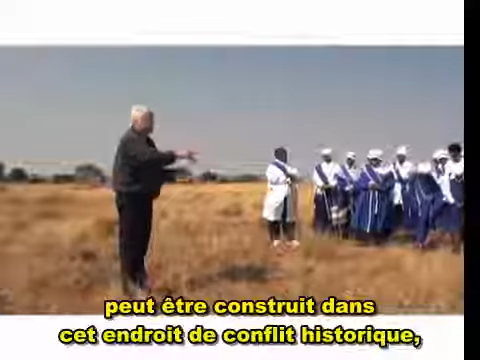 peut être construit dans
cet endroit de conflit historique,